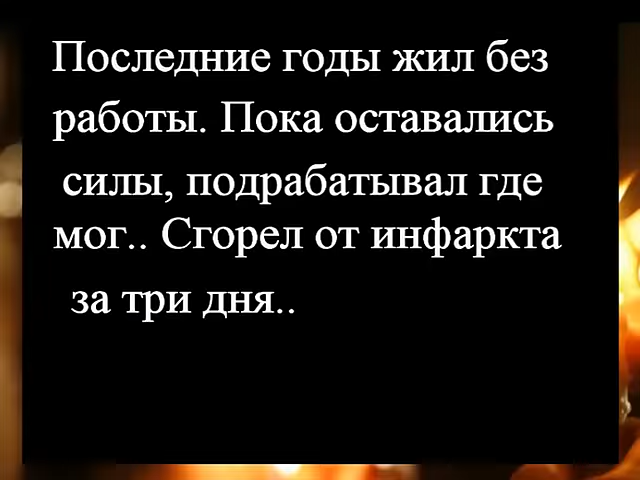 Последние годы жил без
работы. Пока оставались
силы, подрабатывал где
мог.. Сгорел от инфаркта
за три дня..